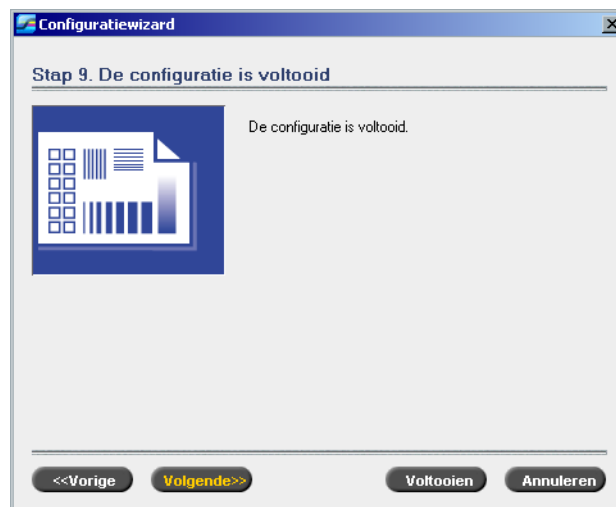 Configuratiewizard
Stap 9. De configuratie is voltooid
De configuratie is voltooid.
<<Vorige
Volgende>>
Voltooien
Annuleren